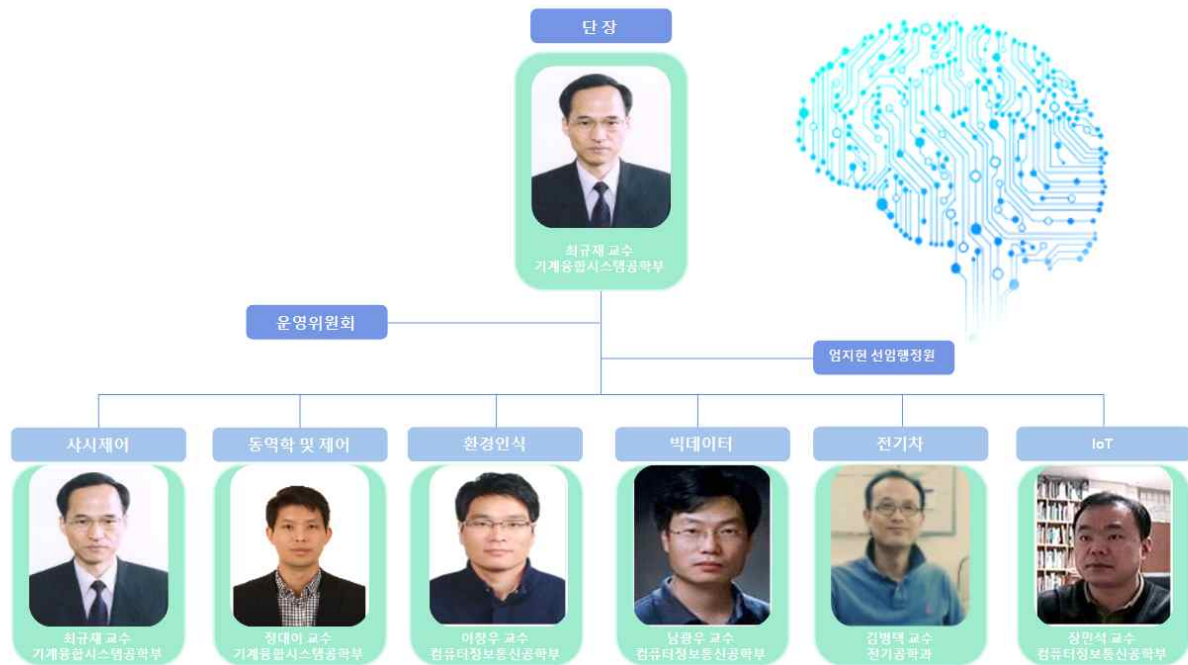 단 장
최규재 교수
기계융합시스템공학부
운영위원회
엄지현 선임행정원
샤시제어
동역학 및 제어
환경인식
빅데이터
전기차
IoT
최규재 교수
기계융합시스템공학부
정대이 교수
기계융합시스템공학부
이창우 교수
컴퓨터정보통신공학부
남광우 교수
컴퓨터정보통신공학부
김병택 교수
전기공학과
장민석 교수
컴퓨터정보통신공학부